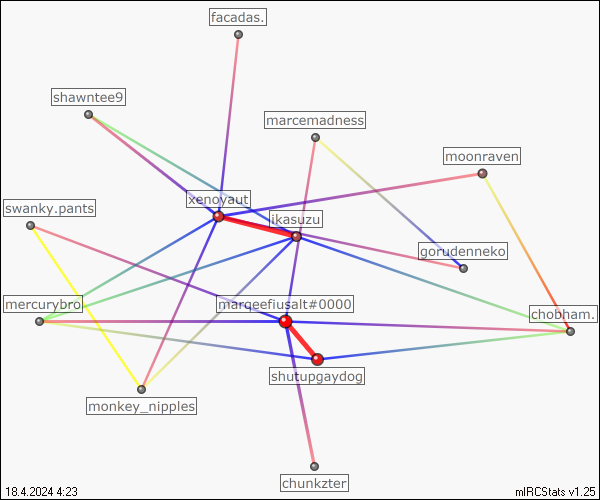 facadas.
shawntee9
marcemadness
moonraven
xenoyaut
swanky.pants
ikasuzu
gorudenneko
mercurybro
marqeefiusalt#0000
chobham.
shutupgaydog
monkey_nipples
chunkzter
18.4.2024 4:23
mIRCStats v1.25